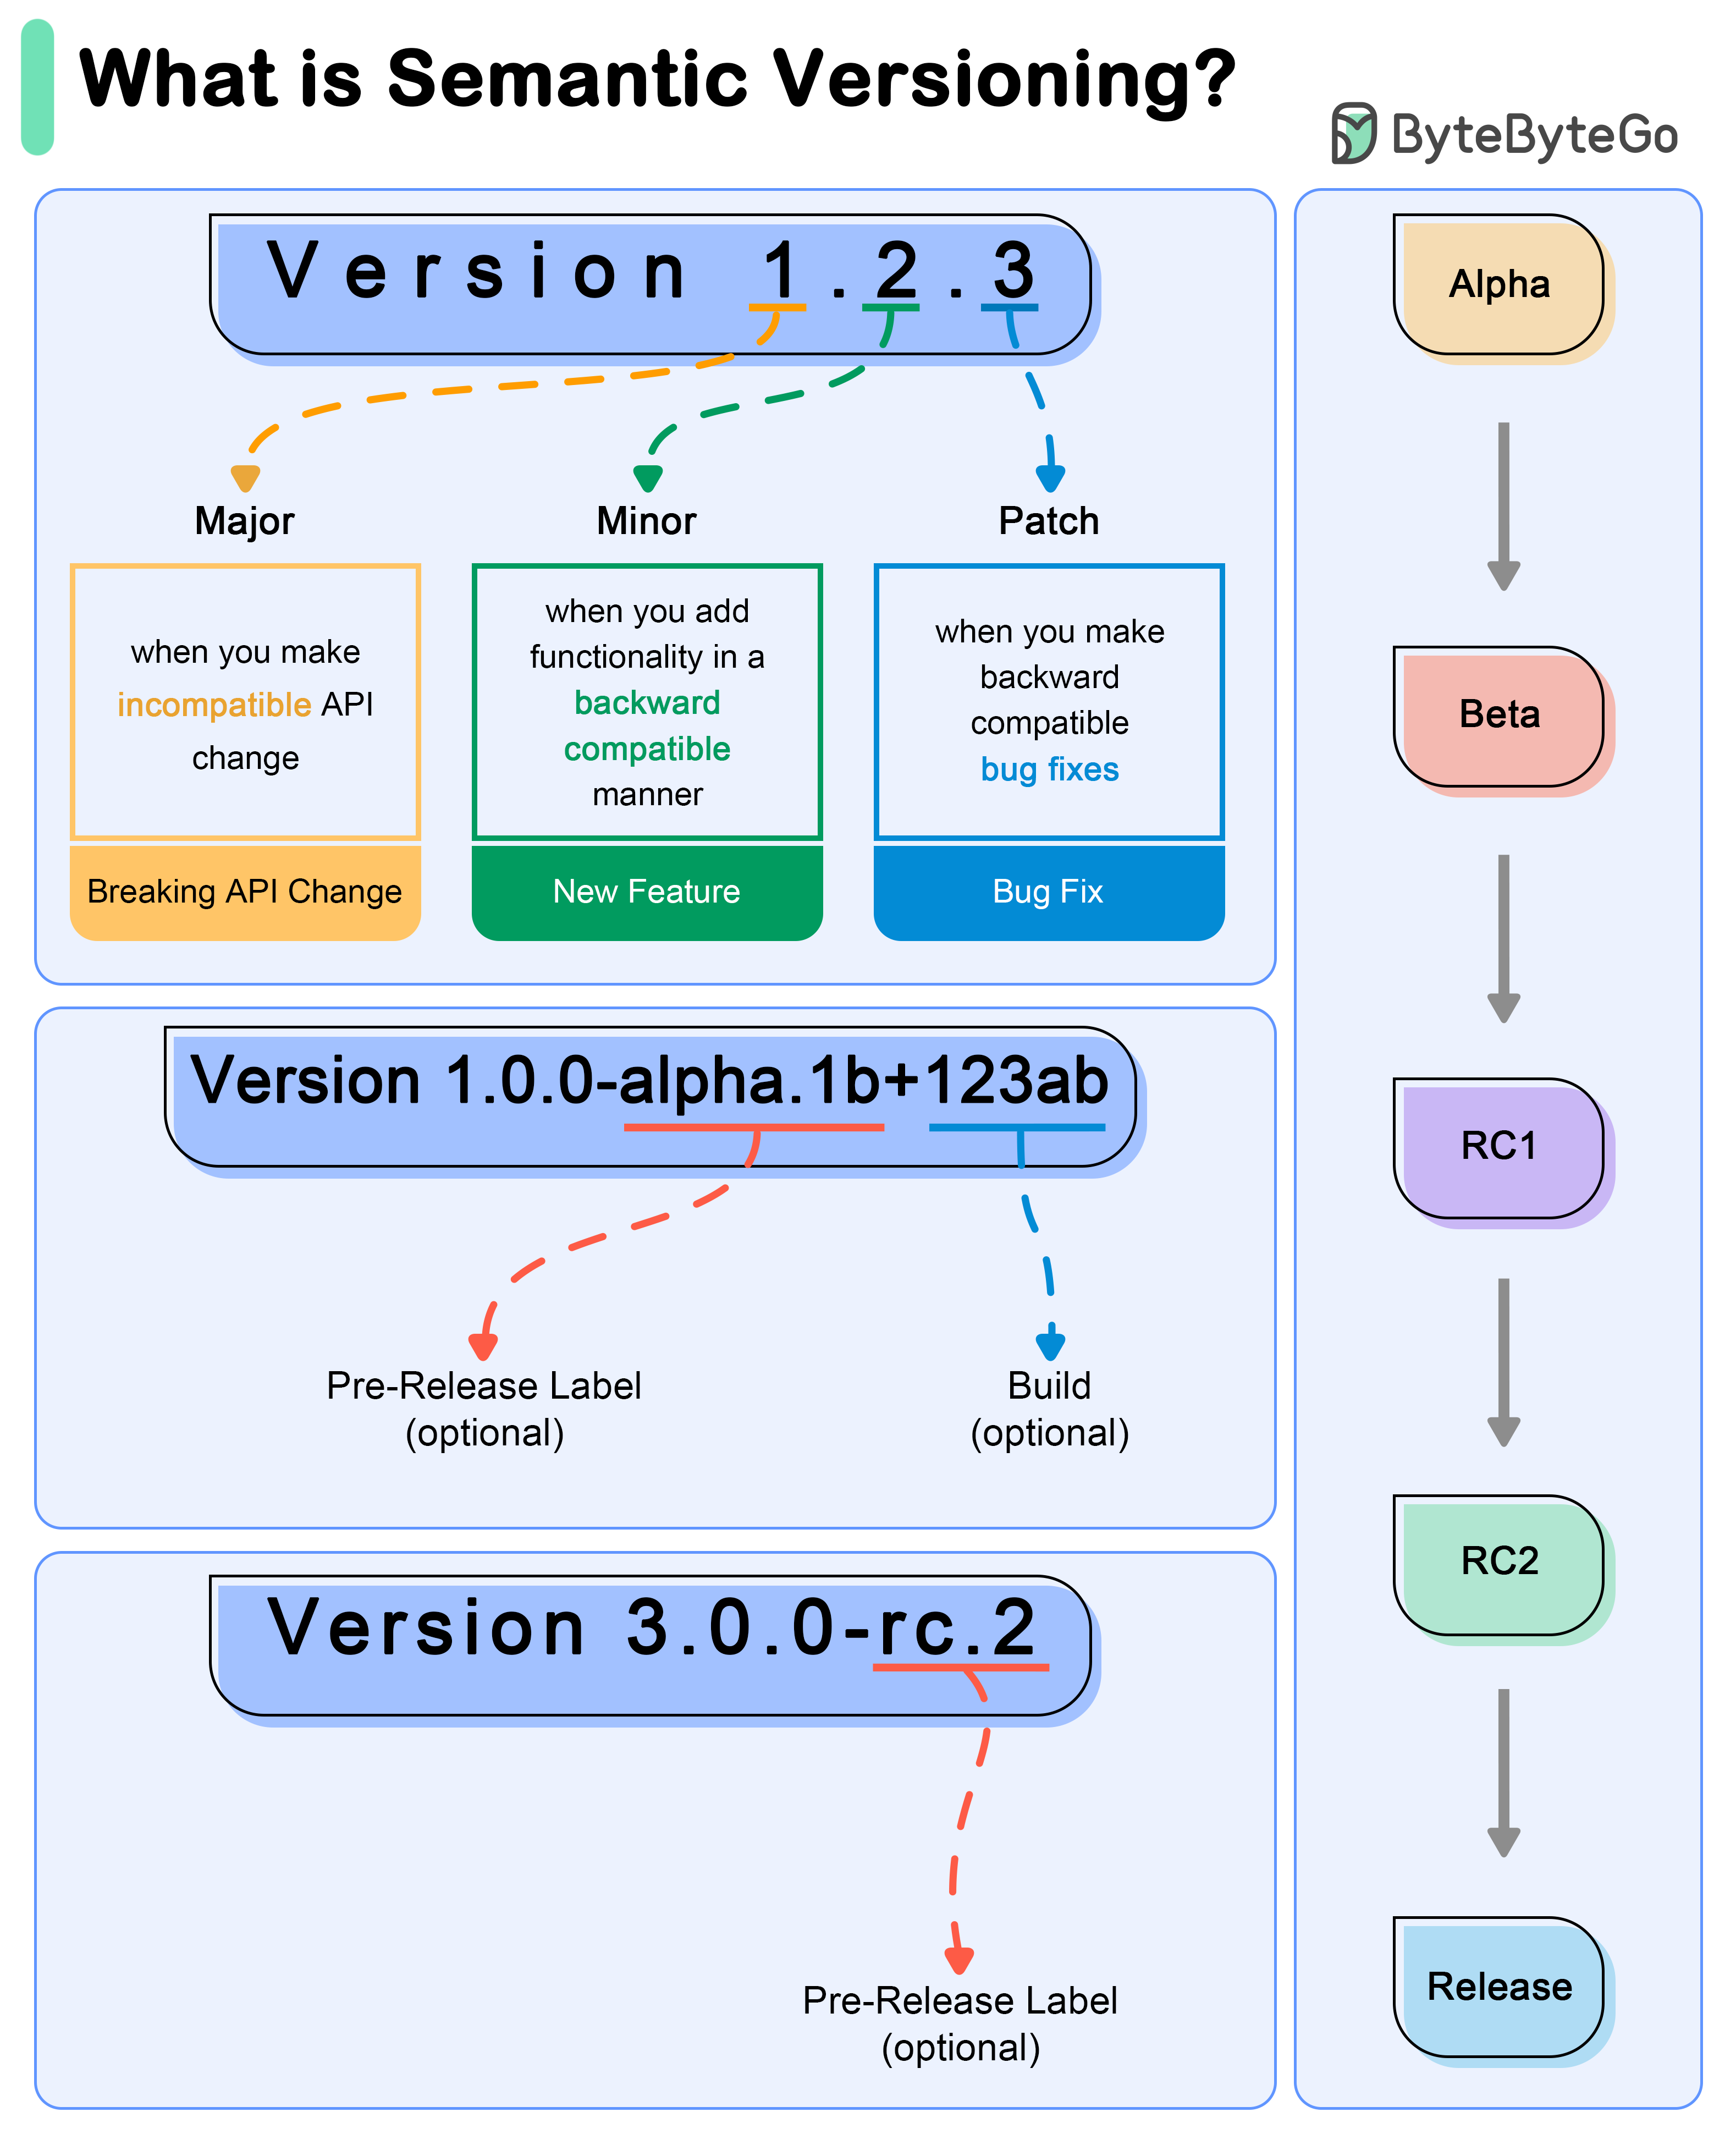 What is Semantic Versioning?
ByteByteGo
Version 1.2.3
Major
when you make
incompatible API
change
Breaking API Change
Minor
when you add
functionality in a
backward
compatible
manner
New Feature
Patch
when you make
backward
compatible
bug fixes
Bug Fix
Version 1.0.0-alpha.1b+123ab
Pre-Release Label
(optional)
Build
(optional)
Version 3.0.0-rc.2
Pre-Release Label
(optional)
Alpha
Beta
RC1
RC2
Release